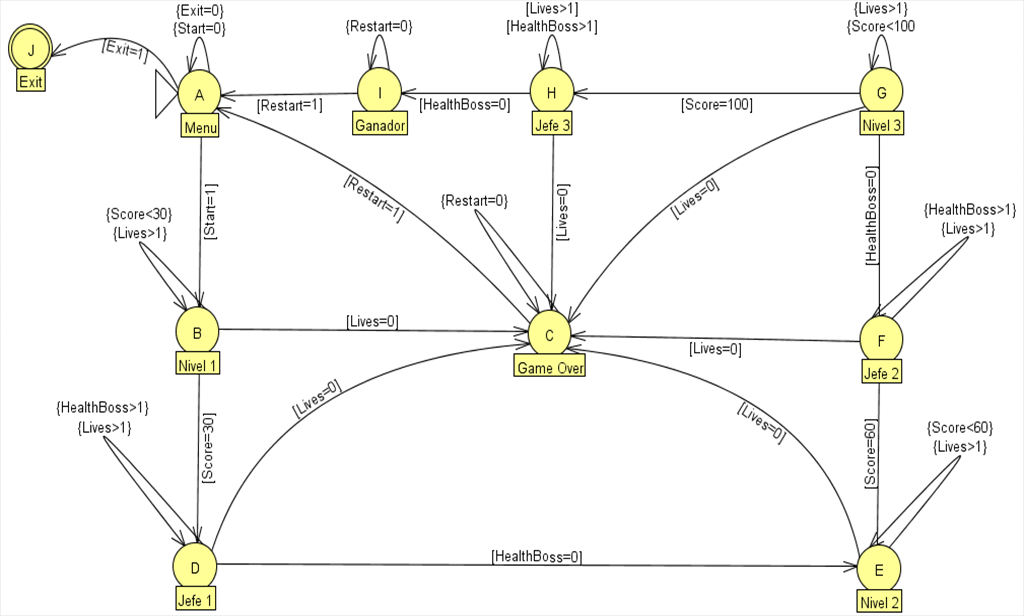 {Exit=0}
{Start=0}
{Restart=0}
[Lives>1]
[HealthBoss>1]
{Lives>1}
{Score<100
J
Exit
[Exit=1]
A
Menu
[Restart=1]
I
Ganador
[HealthBoss=0]
H
Jefe 3
[Score=100]
G
Nivel 3
[Start=1]
[Restart=1]
{Restart=0}
[Lives=0]
[Lives=0]
[HealthBoss=0]
{HealthBoss>1}
{Lives>1}
{Score<30}
{Lives>1}
B
Nivel 1
[Lives=0]
C
Game Over
[Lives=0]
F
Jefe 2
{HealthBoss>1}
{Lives>1}
[Score=30]
[Lives=0]
[Lives=0]
[Score=60]
{Score<60}
{Lives>1}
D
Jefe 1
[HealthBoss=0]
E
Nivel 2